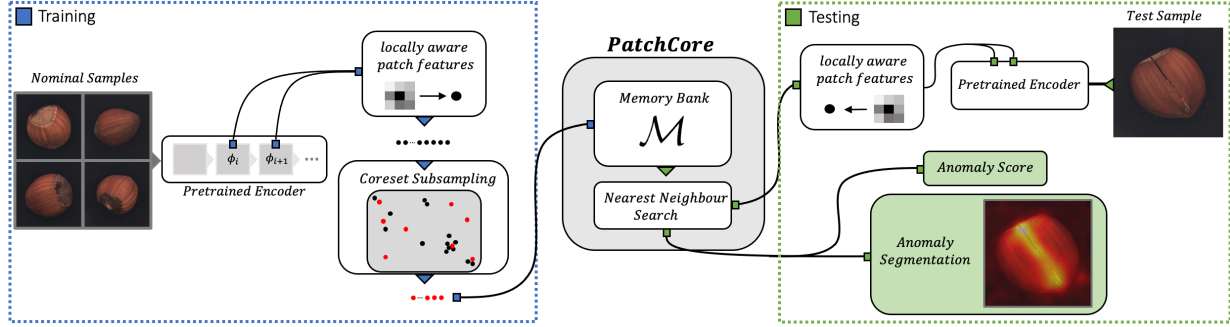 Training
Nominal Samples
ϕᵢ
ϕᵢ₊₁
Pretrained Encoder
locally aware
patch features
Coreset Subsampling
PatchCore
Memory Bank
ℳ
Nearest Neighbour
Search
Testing
locally aware
patch features
Pretrained Encoder
Test Sample
Anomaly Score
Anomaly
Segmentation